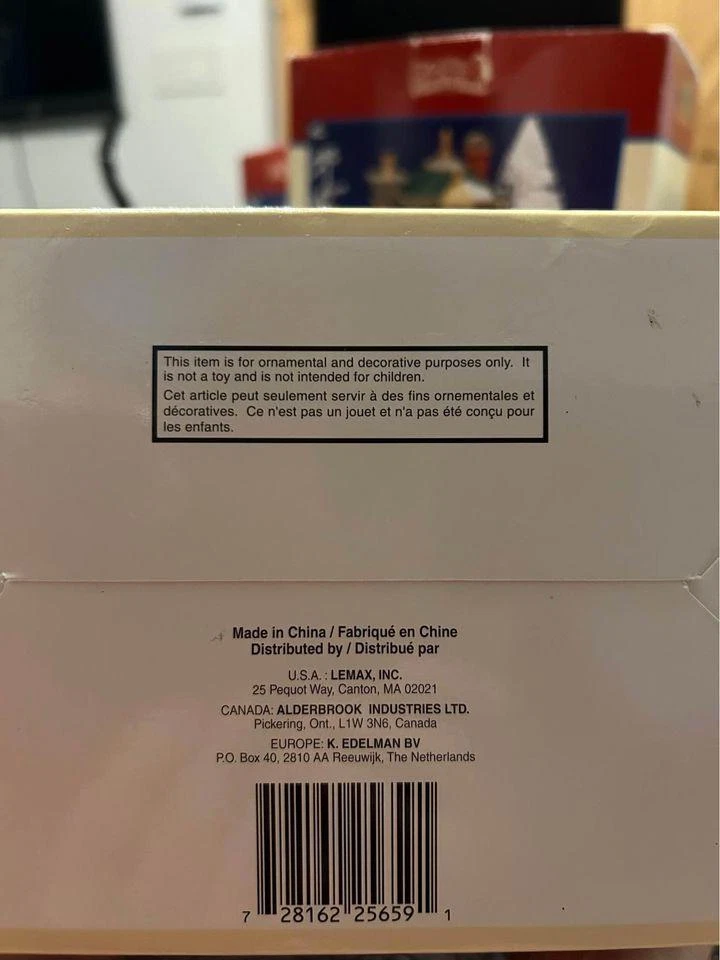 This item is for ornamental and decorative purposes only. It
is not a toy and is not intended for children.
Cet article peut seulement servir à des fins ornementales et
décoratives. Ce n'est pas un jouet et n'a pas été conçu pour
les enfants.
Made in China / Fabriqué en Chine
Distributed by / Distribué par
U.S.A. : LEMAX, INC.
25 Pequot Way, Canton, MA 02021
CANADA: ALDERBROOK INDUSTRIES LTD.
Pickering, Ont., L1W 3N6, Canada
EUROPE: K. EDELMAN BV
P.O. Box 40, 2810 AA Reeuwijk, The Netherlands
7 28162 25659 1